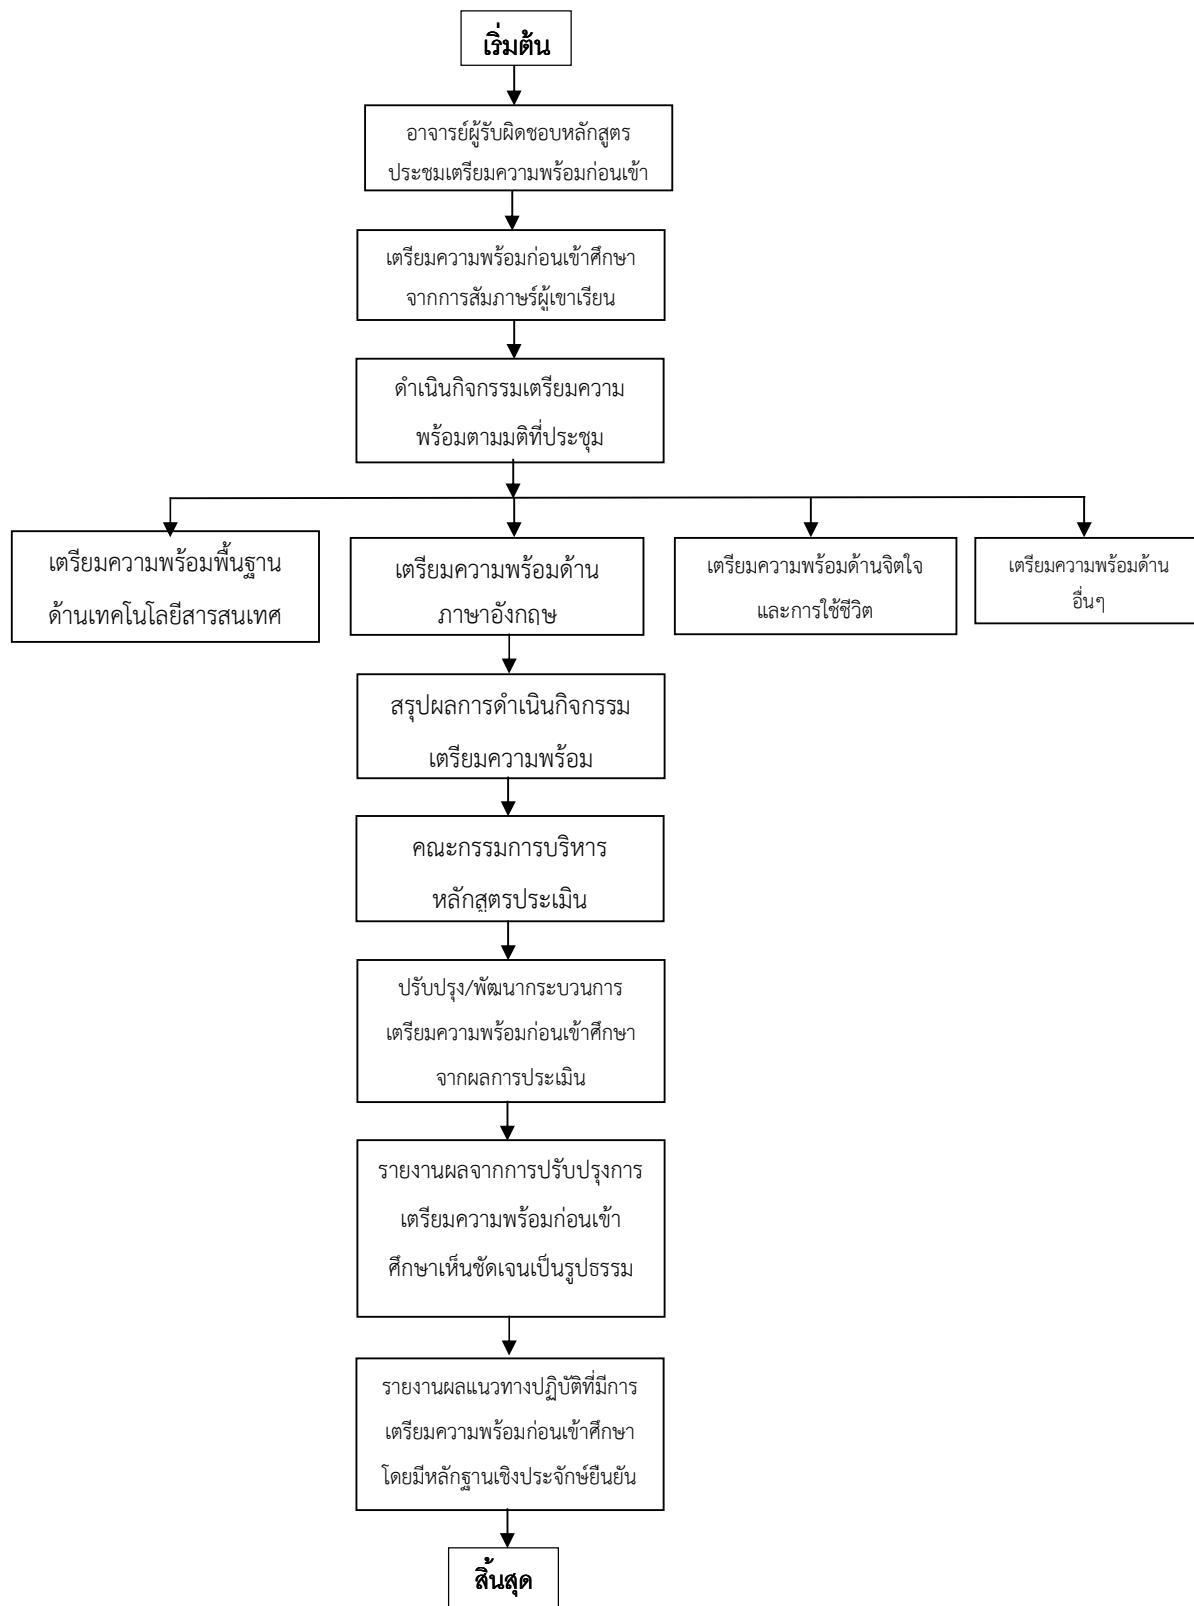 เริ่มต้น
อาจารย์ผู้รับผิดชอบหลักสูตร
ประชมเตรียมความพร้อมก่อนเข้า
เตรียมความพร้อมก่อนเข้าศึกษา
จากการสัมภาษร์ผู้เขาเรียน
ดำเนินกิจกรรมเตรียมความ
พร้อมตามมติที่ประชุม
เตรียมความพร้อมพื้นฐาน
ด้านเทคโนโลยีสารสนเทศ
เตรียมความพร้อมด้าน
ภาษาอังกฤษ
เตรียมความพร้อมด้านจิตใจ
และการใช้ชีวิต
เตรียมความพร้อมด้าน
อื่นๆ
สรุปผลการดำเนินกิจกรรม
เตรียมความพร้อม
คณะกรรมการบริหาร
หลักสูตรประเมิน
ปรับปรุง/พัฒนากระบวนการ
เตรียมความพร้อมก่อนเข้าศึกษา
จากผลการประเมิน
รายงานผลจากการปรับปรุงการ
เตรียมความพร้อมก่อนเข้า
ศึกษาเห็นชัดเจนเป็นรูปธรรม
รายงานผลแนวทางปฏิบัติที่มีการ
เตรียมความพร้อมก่อนเข้าศึกษา
โดยมีหลักฐานเชิงประจักษ์ยืนยัน
สิ้นสุด